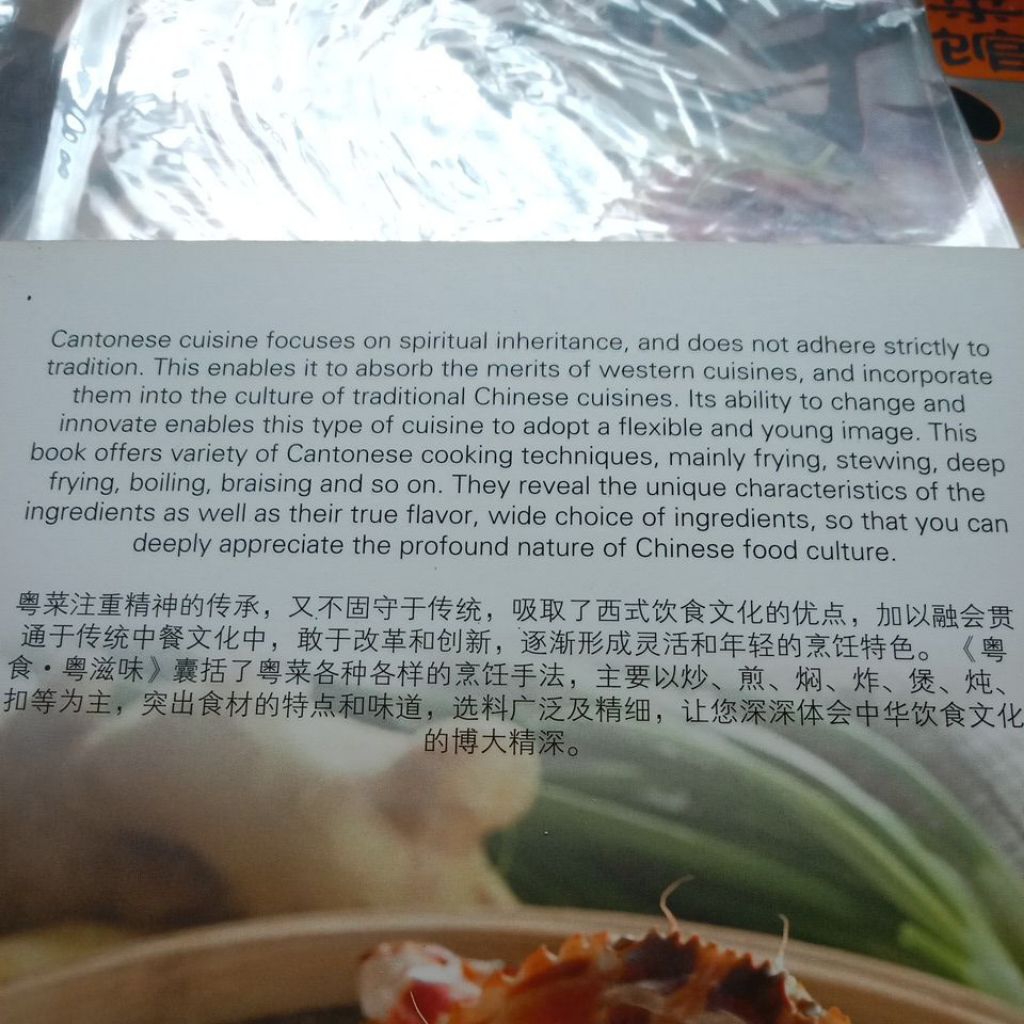 菜
馆
Cantonese cuisine focuses on spiritual inheritance, and does not adhere strictly to
tradition. This enables it to absorb the merits of western cuisines, and incorporate
them into the culture of traditional Chinese cuisines. Its ability to change and
innovate enables this type of cuisine to adopt a flexible and young image. This
book offers variety of Cantonese cooking techniques, mainly frying, stewing, deep
frying, boiling, braising and so on. They reveal the unique characteristics of the
ingredients as well as their true flavor, wide choice of ingredients, so that you can
deeply appreciate the profound nature of Chinese food culture.
粤菜注重精神的传承，又不固守于传统，吸取了西式饮食文化的优点，加以融会贯
通于传统中餐文化中，敢于改革和创新，逐渐形成灵活和年轻的烹饪特色。《粤
食·粤滋味》囊括了粤菜各种各样的烹饪手法，主要以炒、煎、焖、炸、煲、炖、
扣等为主，突出食材的特点和味道，选料广泛及精细，让您深深体会中华饮食文化
的博大精深。